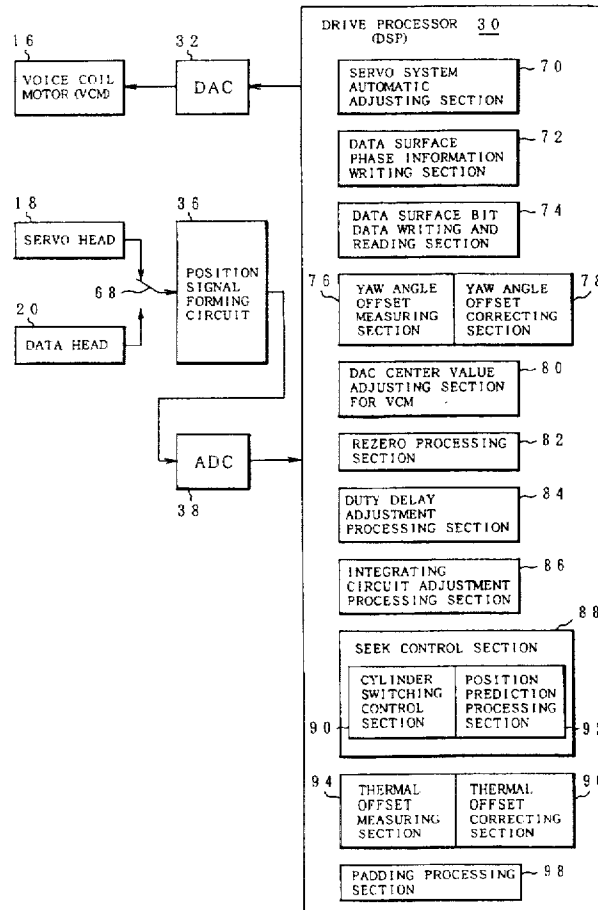 DRIVE PROCESSOR 30
(DSP)
16
VOICE COIL
MOTOR (VCM)
32
DAC
70
SERVO SYSTEM
AUTOMATIC
ADJUSTING SECTION
72
DATA SURFACE
PHASE INFORMATION
WRITING SECTION
18
SERVO HEAD
68
20
DATA HEAD
36
POSITION
SIGNAL
FORMING
CIRCUIT
74
DATA SURFACE BIT
DATA WRITING AND
READING SECTION
76
YAW ANGLE
OFFSET
MEASURING
SECTION
78
YAW ANGLE
OFFSET
CORRECTING
SECTION
80
DAC CENTER VALUE
ADJUSTING SECTION
FOR VCM
ADC
38
82
REZERO PROCESSING
SECTION
84
DUTY DELAY
ADJUSTMENT
PROCESSING SECTION
86
INTEGRATING
CIRCUIT ADJUSTMENT
PROCESSING SECTION
88
SEEK CONTROL SECTION
CYLINDER
SWITCHING
CONTROL
SECTION
90
POSITION
PREDICTION
PROCESSING
SECTION
94
THERMAL
OFFSET
MEASURING
SECTION
THERMAL
OFFSET
CORRECTING
SECTION
98
PADDING PROCESSING
SECTION